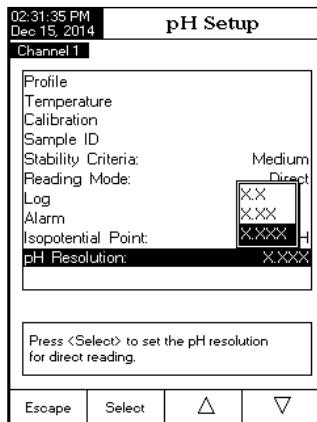 02:31:35 PM
Dec 15, 2014
pH Setup
Channel 1
Profile
Temperature
Calibration
Sample ID
Stability Criteria: Medium
Reading Mode: Direct
Log
Alarm
X.X
X.XX
X.XXX
Isopotential Point: H
pH Resolution: X.XXX
Press <Select> to set the pH resolution
for direct reading.
Escape
Select